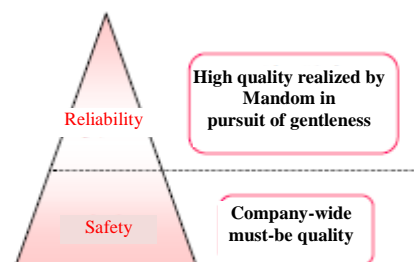 High quality realized by
Mandom in
pursuit of gentleness
Reliability
Company-wide
must-be quality
Safety